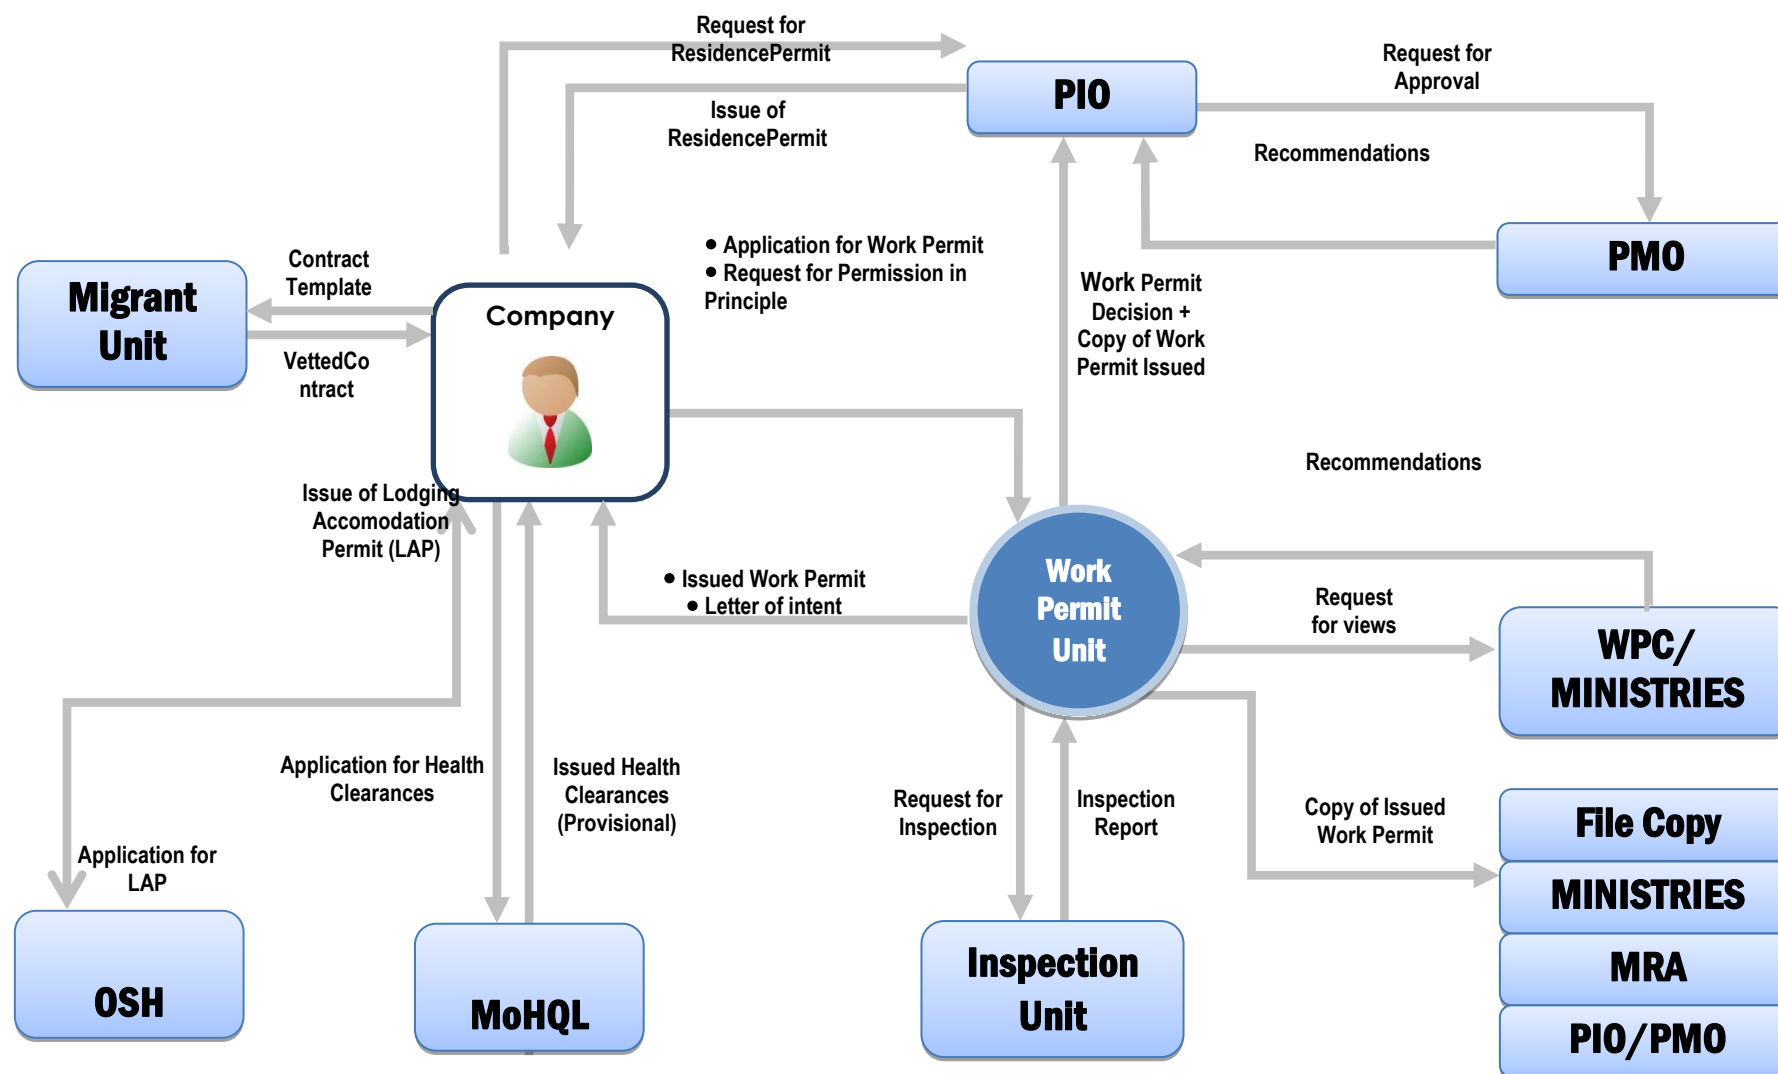 Request for
ResidencePermit
Issue of
ResidencePermit
PIO
Request for
Approval
Recommendations
PMO
Contract
Template
Migrant
Unit
VettedCo
ntract
Company
● Application for Work Permit
● Request for Permission in
Principle
Work Permit
Decision +
Copy of Work
Permit Issued
Recommendations
Issue of Lodging
Accomodation
Permit (LAP)
● Issued Work Permit
● Letter of intent
Work
Permit
Unit
Request
for views
WPC/
MINISTRIES
Application for Health
Clearances
Issued Health
Clearances
(Provisional)
Request for
Inspection
Inspection
Report
Copy of Issued
Work Permit
Application for
LAP
OSH
MoHQL
Inspection
Unit
File Copy
MINISTRIES
MRA
PIO/PMO